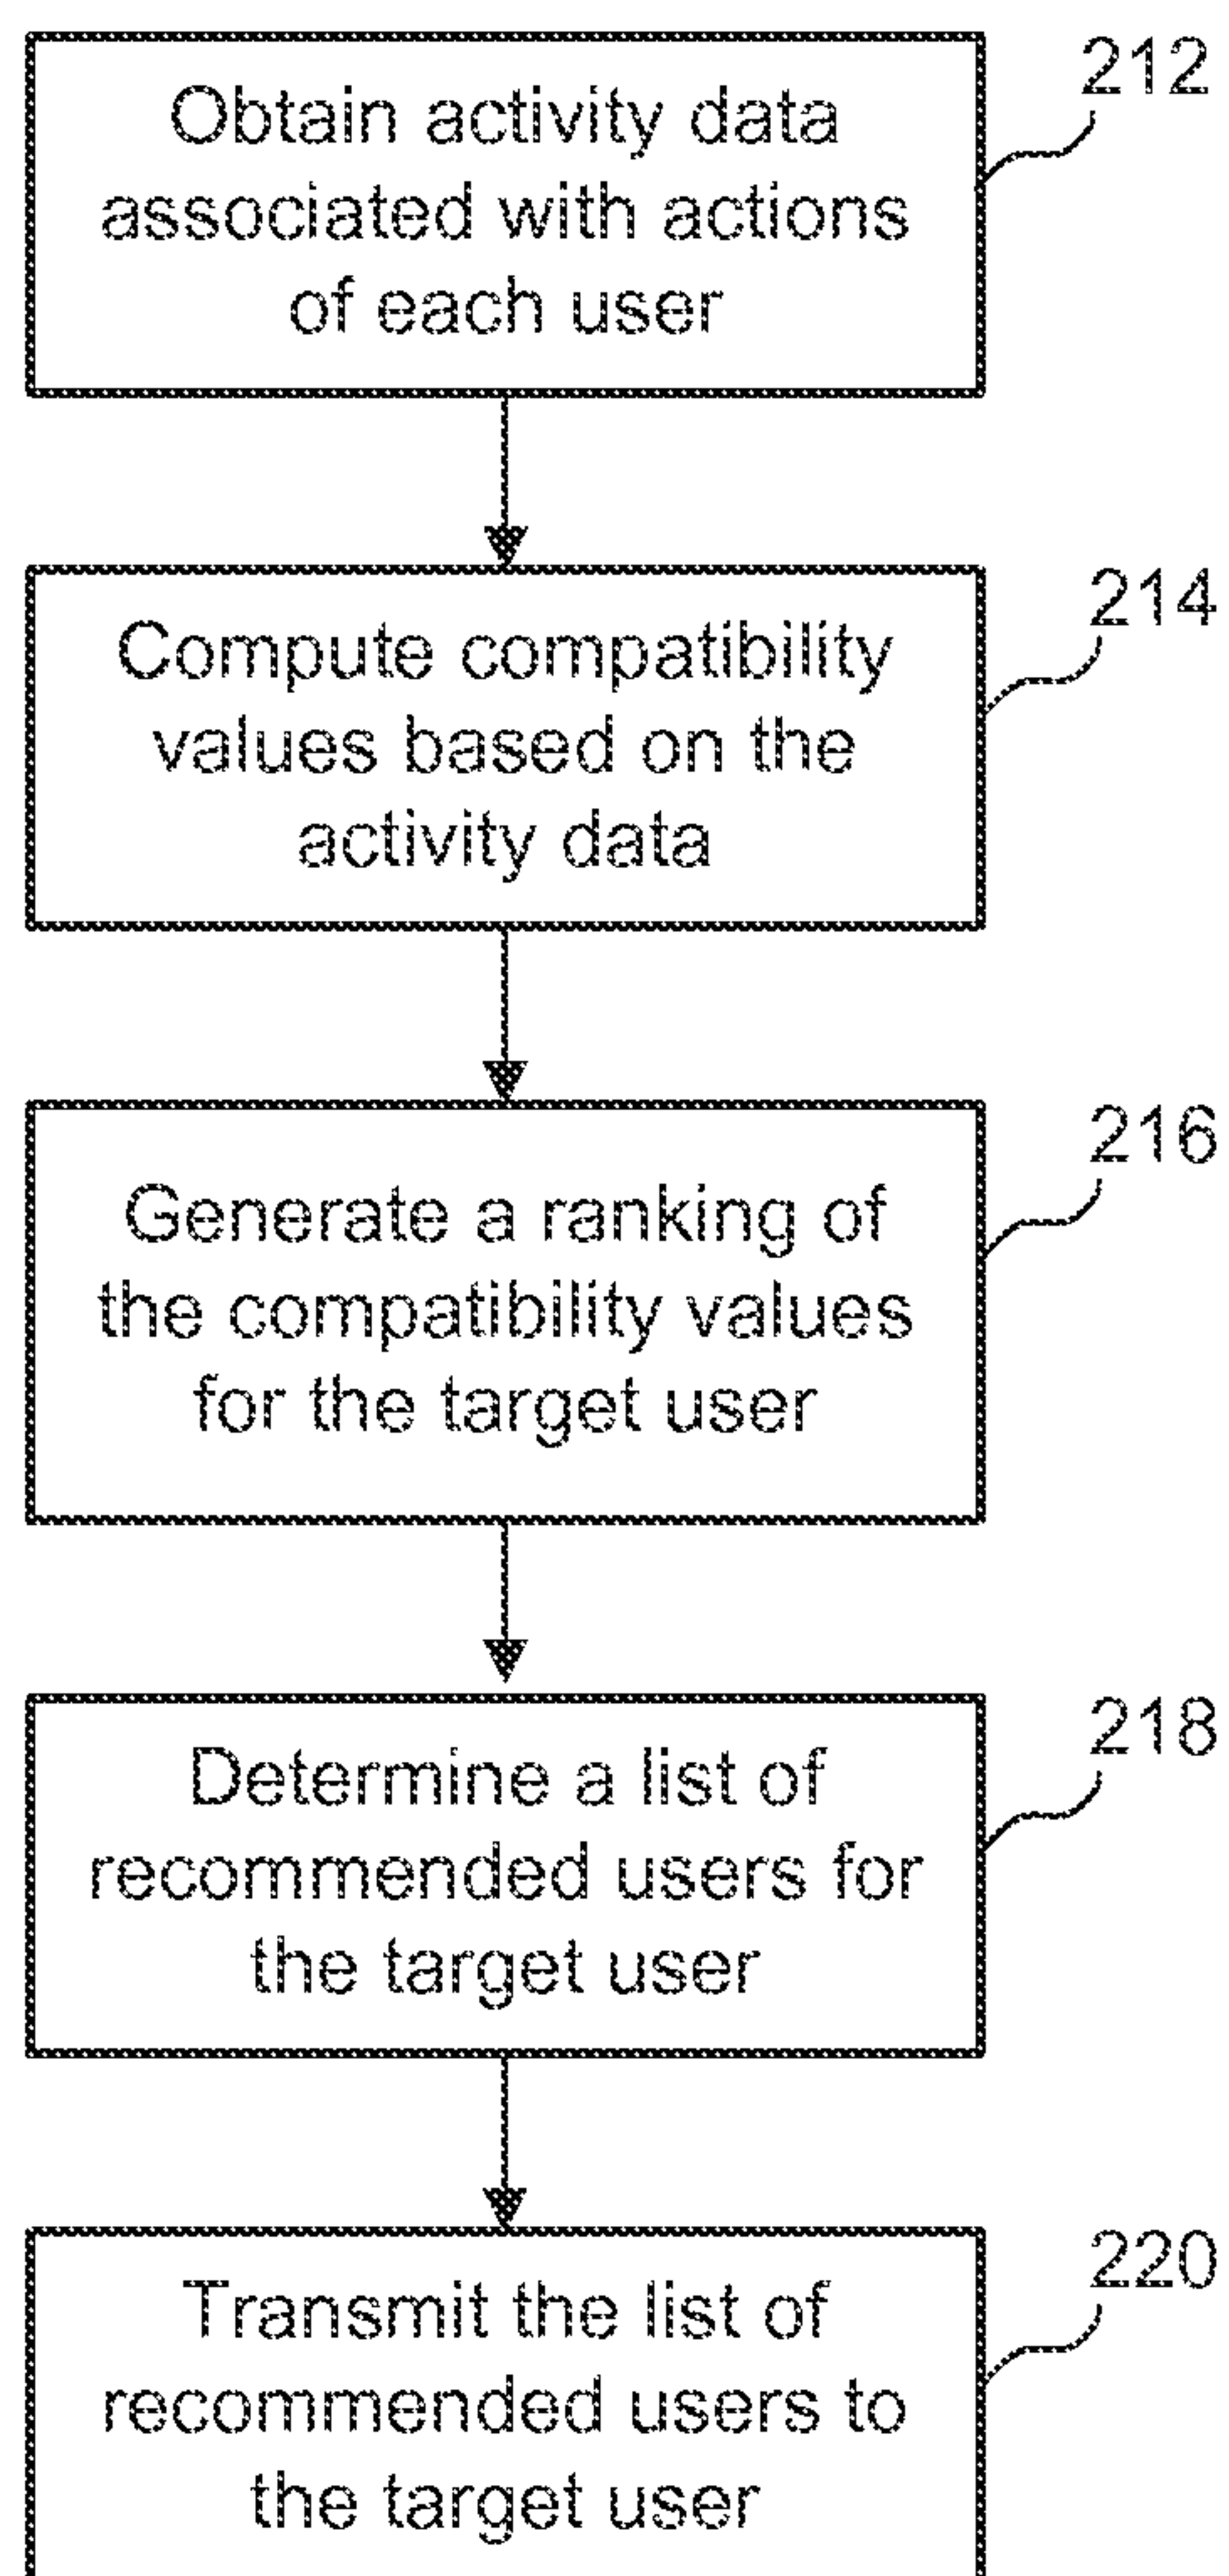 212
Obtain activity data
associated with actions
of each user
214
Compute compatibility
values based on the
activity data
216
Generate a ranking of
the compatibility values
for the target user
218
Determine a list of
recommended users for
the target user
220
Transmit the list of
recommended users to
the target user